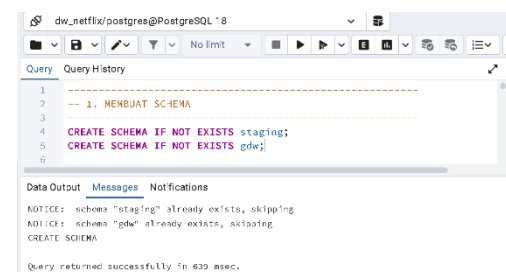 dw_netflix/postgres@PostgreSQL 18
No limit
Query Query History
1 ------------------------------------------------------------
2 -- 1. MEMBUAT SCHEMA
3 ------------------------------------------------------------
4 CREATE SCHEMA IF NOT EXISTS staging;
5 CREATE SCHEMA IF NOT EXISTS gdw;
6
Data Output Messages Notifications
NOTICE: schema "staging" already exists, skipping
NOTICE: schema "gdw" already exists, skipping
CREATE SCHEMA
Query returned successfully in 639 msec.